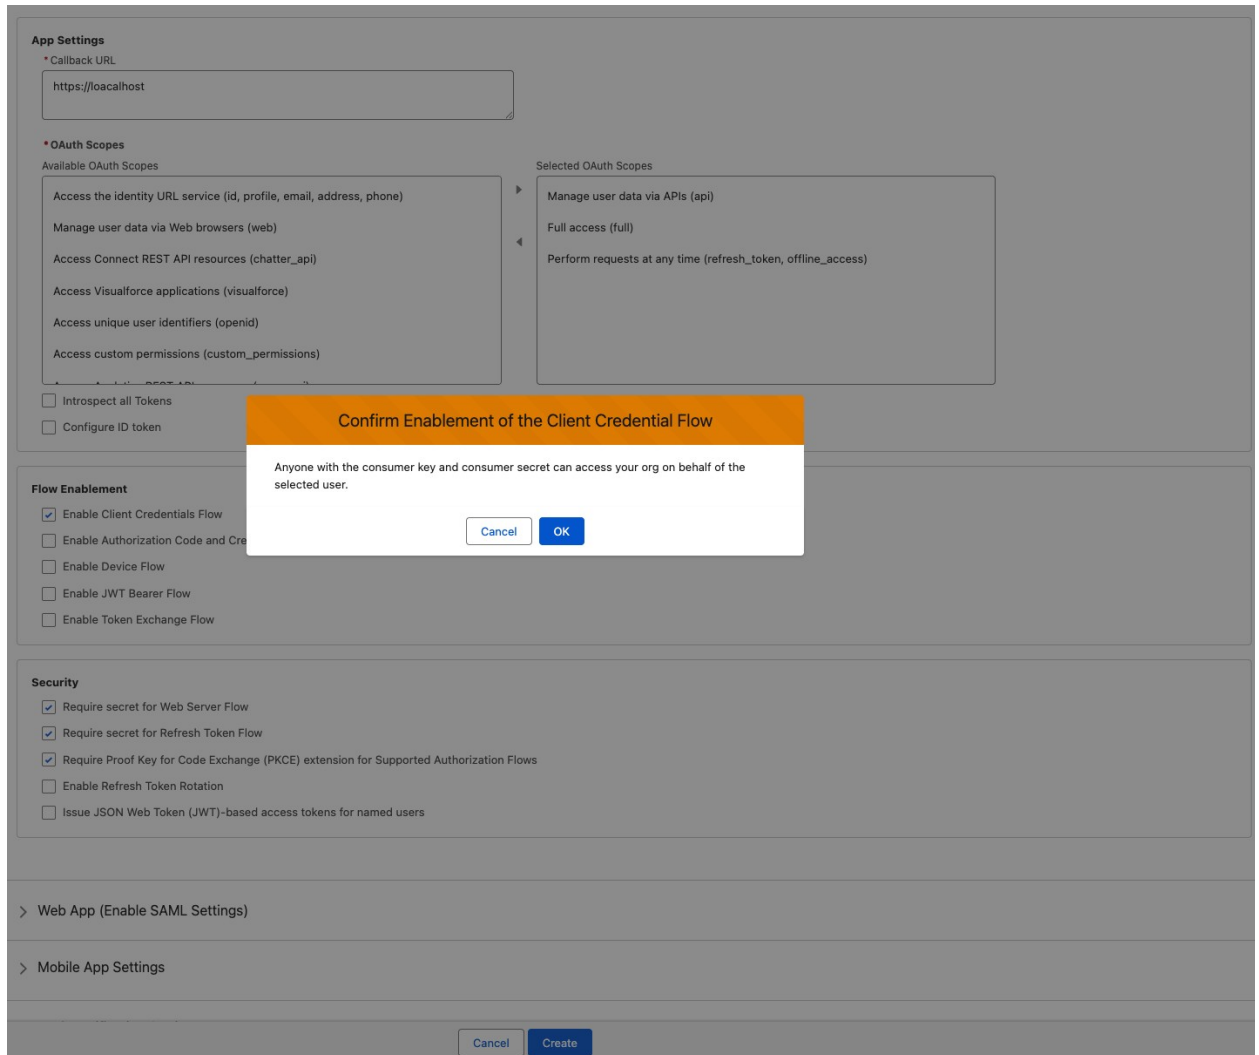 App Settings
* Callback URL
https://loacalhost
* OAuth Scopes
Available OAuth Scopes
Selected OAuth Scopes
Access the identity URL service (id, profile, email, address, phone)
Manage user data via Web browsers (web)
Access Connect REST API resources (chatter_api)
Access Visualforce applications (visualforce)
Access unique user identifiers (openid)
Access custom permissions (custom_permissions)
Manage user data via APIs (api)
Full access (full)
Perform requests at any time (refresh_token, offline_access)
Introspect all Tokens
Configure ID token
Confirm Enablement of the Client Credential Flow
Anyone with the consumer key and consumer secret can access your org on behalf of the
selected user.
Cancel
OK
Flow Enablement
Enable Client Credentials Flow
Enable Authorization Code and Cre
Enable Device Flow
Enable JWT Bearer Flow
Enable Token Exchange Flow
Security
Require secret for Web Server Flow
Require secret for Refresh Token Flow
Require Proof Key for Code Exchange (PKCE) extension for Supported Authorization Flows
Enable Refresh Token Rotation
Issue JSON Web Token (JWT)-based access tokens for named users
Web App (Enable SAML Settings)
Mobile App Settings
Cancel
Create